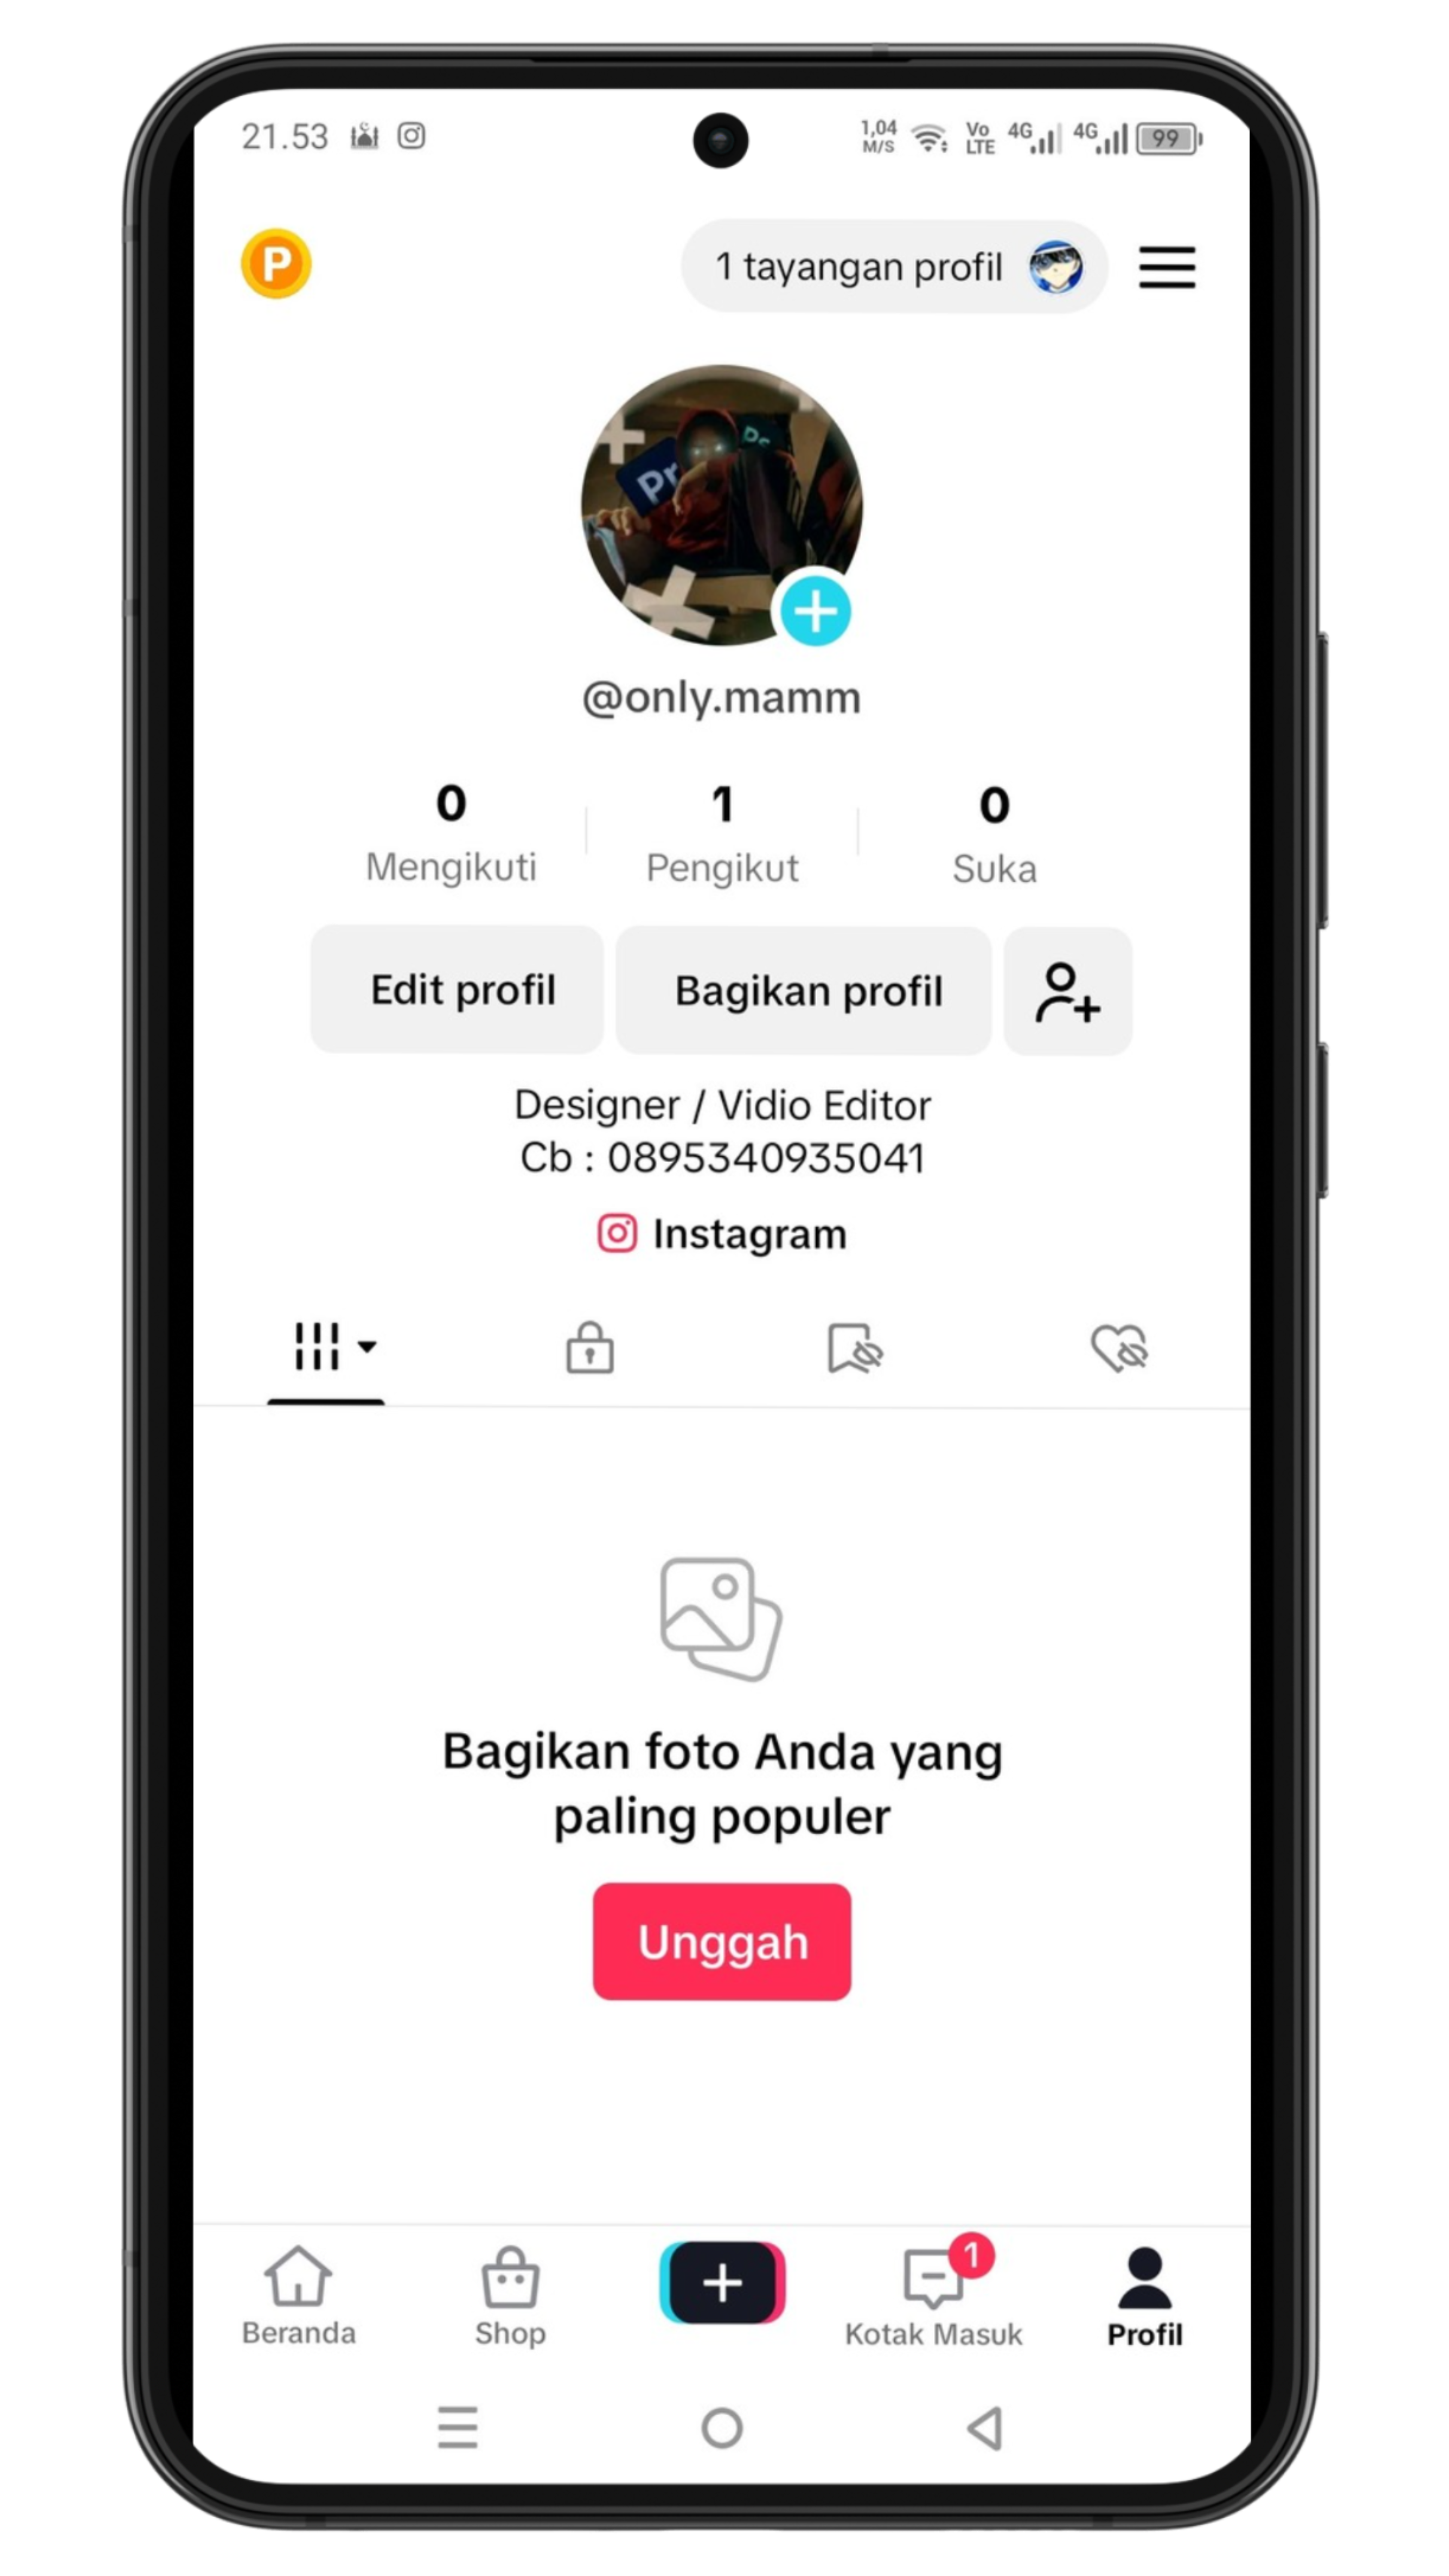 21.53
1,04 M/S
Vo LTE
4G
4G
99
P
1 tayangan profil
Pr
@only.mamm
0
Mengikuti
1
Pengikut
0
Suka
Edit profil
Bagikan profil
Designer / Vidio Editor
Cb : 0895340935041
Instagram
Bagikan foto Anda yang
paling populer
Unggah
1
Beranda
Shop
Kotak Masuk
Profil